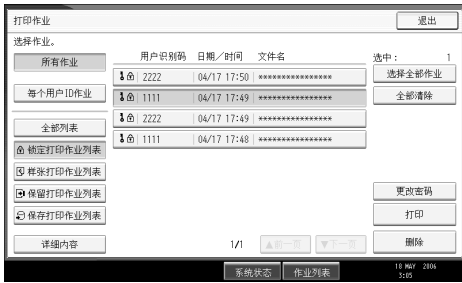 打印作业
退出
选择作业。
所有作业
每个用户ID作业
全部列表
锁定打印作业列表
样张打印作业列表
保留打印作业列表
保存打印作业列表
详细内容
用户识别码 日期／时间 文件名
2222 04/17 17:50 ****************
1111 04/17 17:49 ****************
2222 04/17 17:49 ****************
1111 04/17 17:48 ****************
1/1
▲前一页
▼下一页
选中： 1
选择全部作业
全部清除
更改密码
打印
删除
系统状态
作业列表
18 MAY 2006
3:05